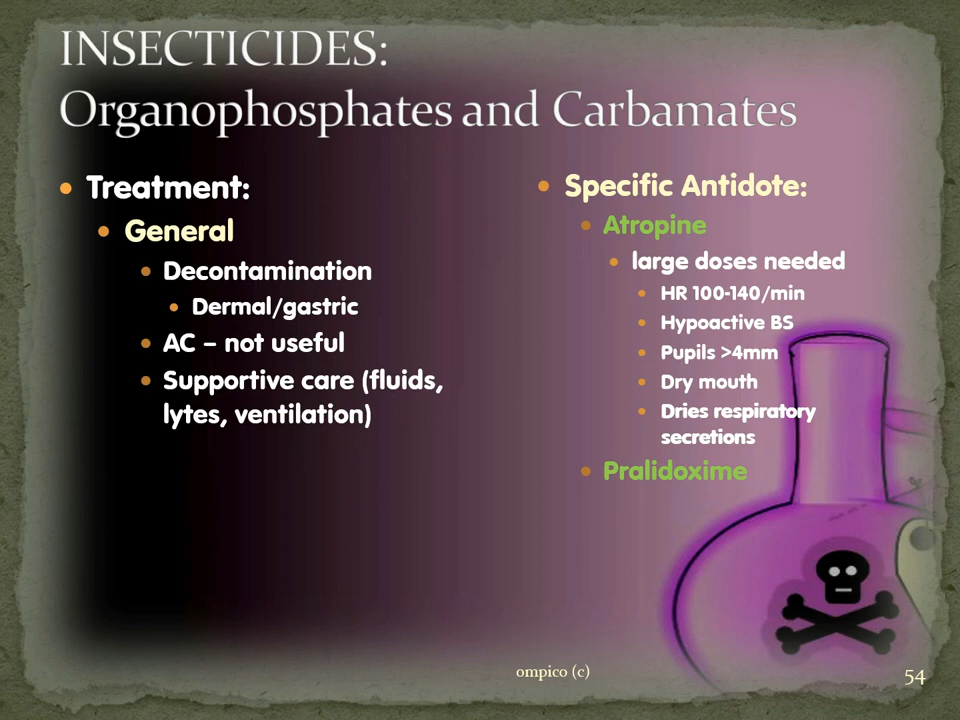 INSECTICIDES:
Organophosphates and Carbamates
Treatment:
General
Decontamination
Dermal/gastric
AC – not useful
Supportive care (fluids,
lytes, ventilation)
Specific Antidote:
Atropine
large doses needed
HR 100-140/min
Hypoactive BS
Pupils >4mm
Dry mouth
Dries respiratory
secretions
Pralidoxime
ompico (c)
54